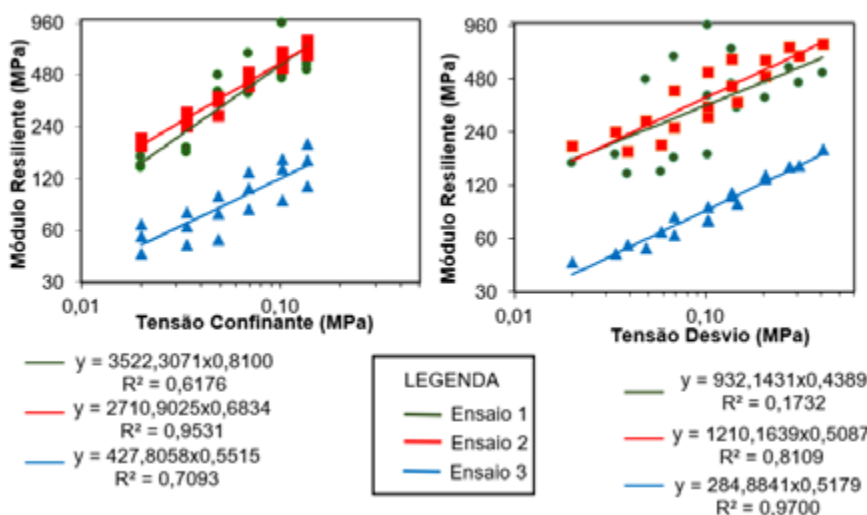 Módulo Resiliente (MPa)
960
480
240
120
60
30
0,01
0,10
Tensão Confinante (MPa)
Módulo Resiliente (MPa)
960
480
240
120
60
30
0,01
0,10
Tensão Desvio (MPa)
y = 3522,3071x0,8100
R² = 0,6176
y = 2710,9025x0,6834
R² = 0,9531
y = 427,8058x0,5515
R² = 0,7093
LEGENDA
Ensaio 1
Ensaio 2
Ensaio 3
y = 932,1431x0,4389
R² = 0,1732
y = 1210,1639x0,5087
R² = 0,8109
y = 284,8841x0,5179
R² = 0,9700